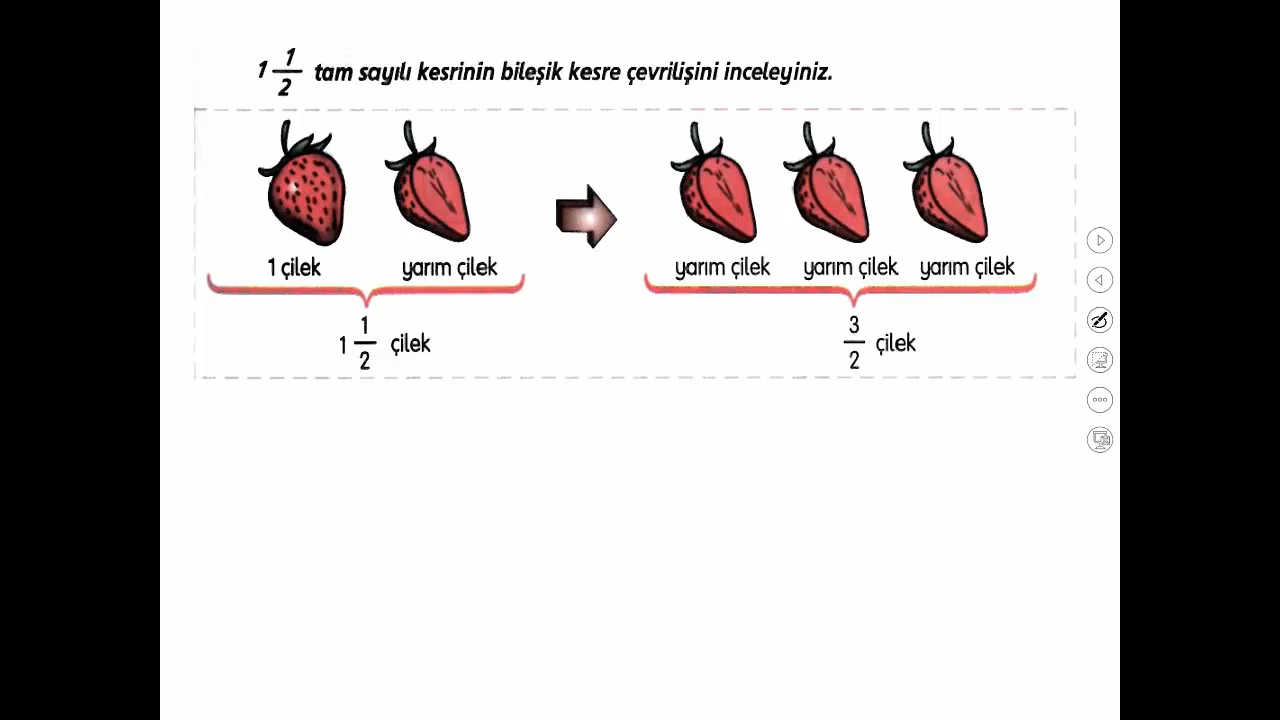 1 1/2 tam sayılı kesrinin bileşik kesre çevrilişini inceleyiniz.
1 çilek yarım çilek yarım çilek yarım çilek yarım çilek
1 1/2 çilek 3/2 çilek